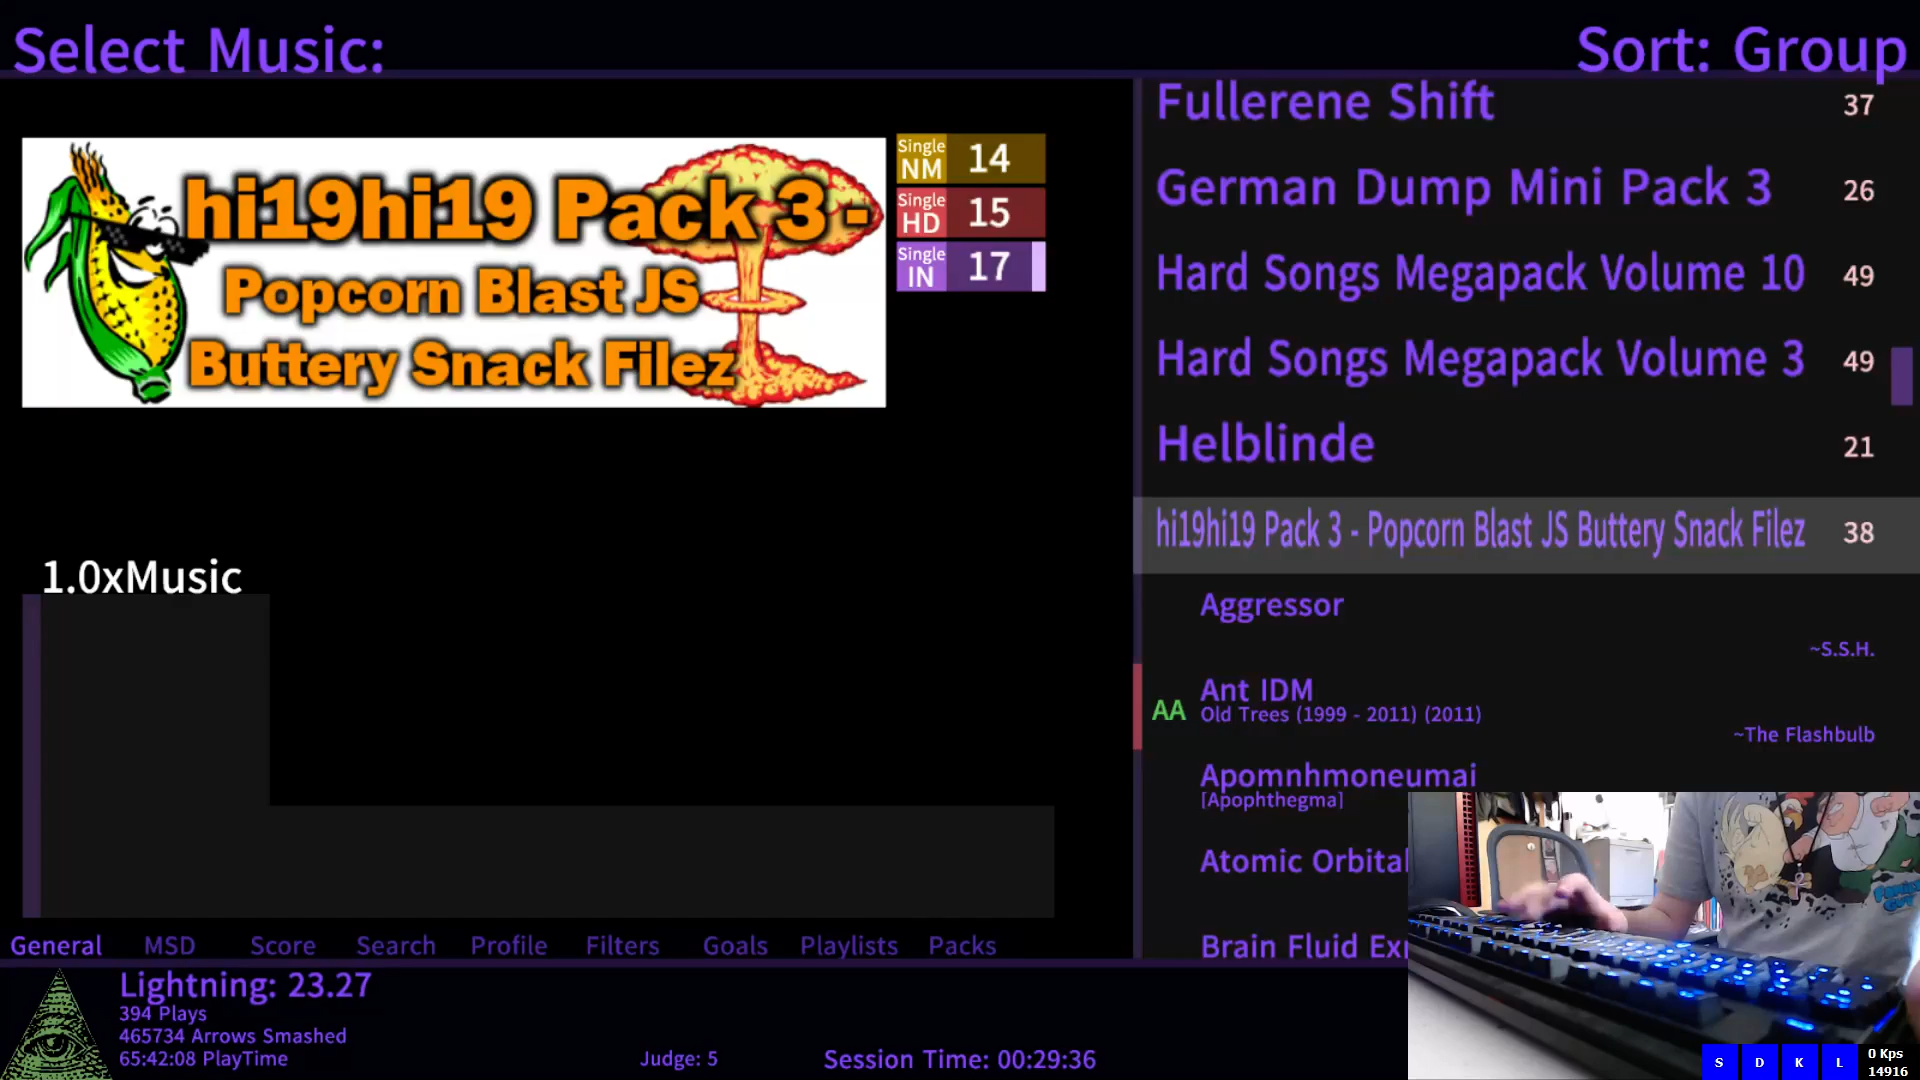 Select Music:
Sort: Group
hi19hi19 Pack 3 -
Popcorn Blast JS
Buttery Snack Filez
Single NM 14
Single HD 15
Single IN 17
Fullerene Shift 37
German Dump Mini Pack 3 26
Hard Songs Megapack Volume 10 49
Hard Songs Megapack Volume 3 49
Helblinde 21
hi19hi19 Pack 3 - Popcorn Blast JS Buttery Snack Filez 38
Aggressor
~S.S.H.
AA Ant IDM
Old Trees (1999 - 2011) (2011)
~The Flashbulb
Apomnhmoneumai
[Apophthegma]
Atomic Orbital
Brain Fluid
1.0xMusic
General MSD Score Search Profile Filters Goals Playlists Packs
Lightning: 23.27
394 Plays
465734 Arrows Smashed
65:42:08 PlayTime
Judge: 5
Session Time: 00:29:36
S D K L
0 Kps
14916